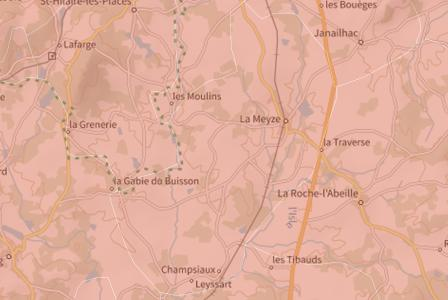 St-Hilaire-les-Places
les Bouèges
Janailhac
Lafarge
les Moulins
la Grenerie
La Meyze
la Traverse
la Gabie du Buisson
La Roche-l'Abeille
l'Isle
les Tibauds
Champsiaux
Leyssart